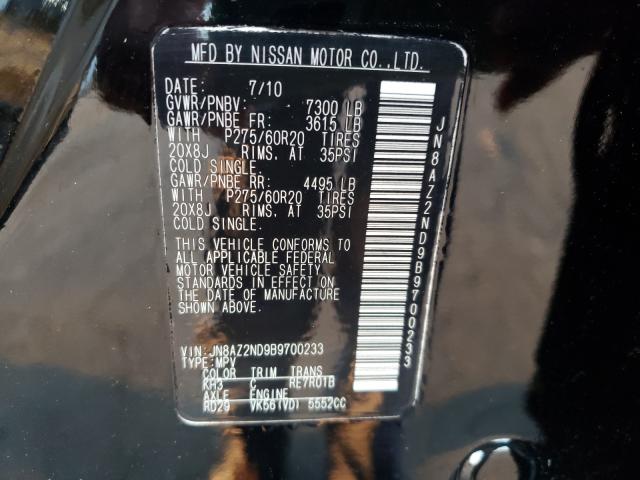 MFD BY NISSAN MOTOR CO.,LTD.
DATE: 7/10
GVWR/PNBV: 7300 LB
GAWR/PNBE FR: 3615 LB
WITH P275/60R20 TIRES
20X8J RIMS, AT 35PSI
COLD SINGLE.
GAWR/PNBE RR: 4495 LB
WITH P275/60R20 TIRES
20X8J RIMS, AT 35PSI
COLD SINGLE.
THIS VEHICLE CONFORMS TO
ALL APPLICABLE FEDERAL
MOTOR VEHICLE SAFETY
STANDARDS IN EFFECT ON
THE DATE OF MANUFACTURE
SHOWN ABOVE.
VIN:JN8AZ2ND9B9700233
TYPE:MPV
COLOR TRIM TRANS
KH3 C RE7R01B
AXLE ENGINE
RD29 VK56(VD) 5552CC
JN8AZ2ND9B9700233